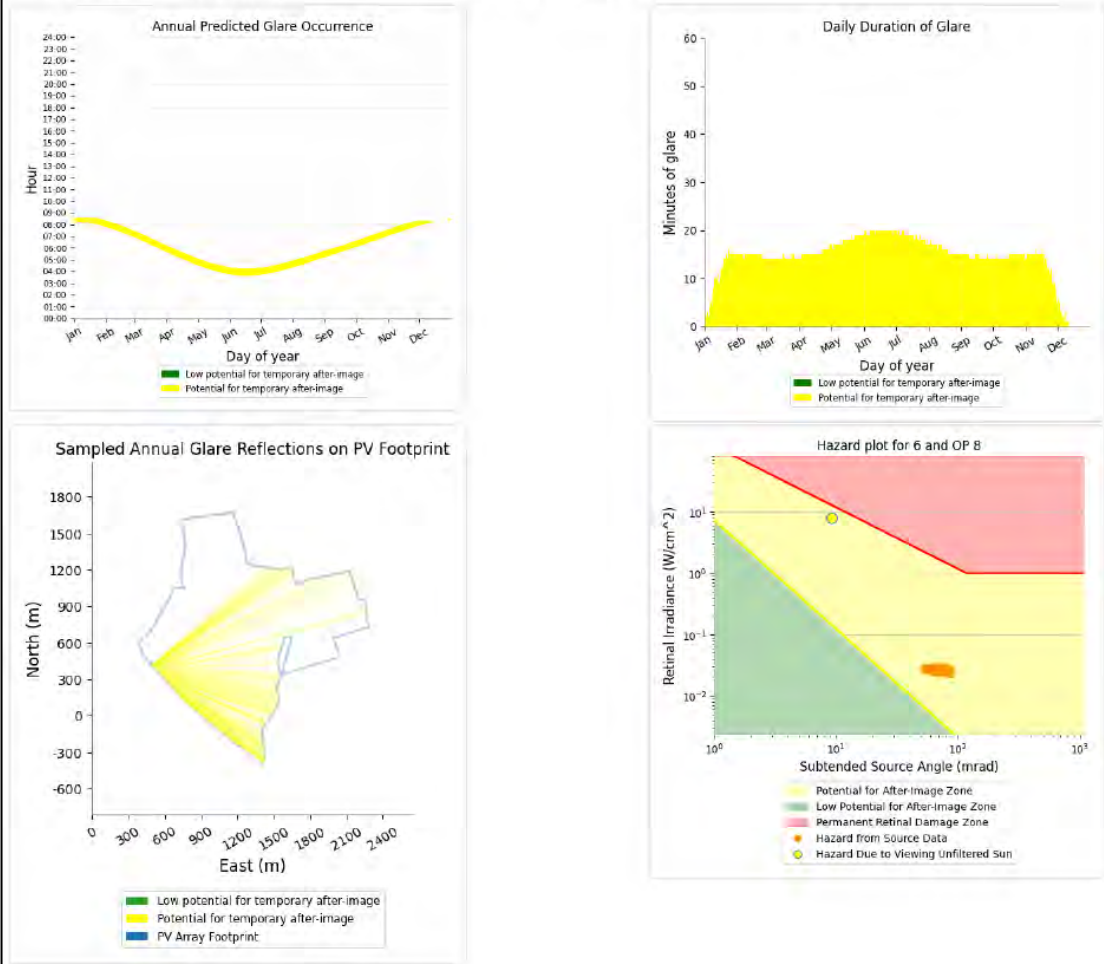 Annual Predicted Glare Occurrence
24:00
23:00
22:00
21:00
20:00
19:00
18:00
17:00
16:00
15:00
14:00
13:00
12:00
11:00
10:00
09:00
08:00
07:00
06:00
05:00
04:00
03:00
02:00
01:00
00:00
Hour
Jan Feb Mar Apr May Jun Jul Aug Sep Oct Nov Dec
Day of year
Low potential for temporary after-image
Potential for temporary after-image
Daily Duration of Glare
60
50
40
30
20
10
0
Minutes of glare
Jan Feb Mar Apr May Jun Jul Aug Sep Oct Nov Dec
Day of year
Low potential for temporary after-image
Potential for temporary after-image
Sampled Annual Glare Reflections on PV Footprint
1800
1500
1200
900
600
300
0
-300
-600
North (m)
0 300 600 900 1200 1500 1800 2100 2400
East (m)
Low potential for temporary after-image
Potential for temporary after-image
PV Array Footprint
Hazard plot for 6 and OP 8
10¹
10⁰
10⁻¹
10⁻²
Retinal Irradiance (W/cm^2)
10⁰ 10¹ 10² 10³
Subtended Source Angle (mrad)
Potential for After-Image Zone
Low Potential for After-Image Zone
Permanent Retinal Damage Zone
Hazard from Source Data
Hazard Due to Viewing Unfiltered Sun